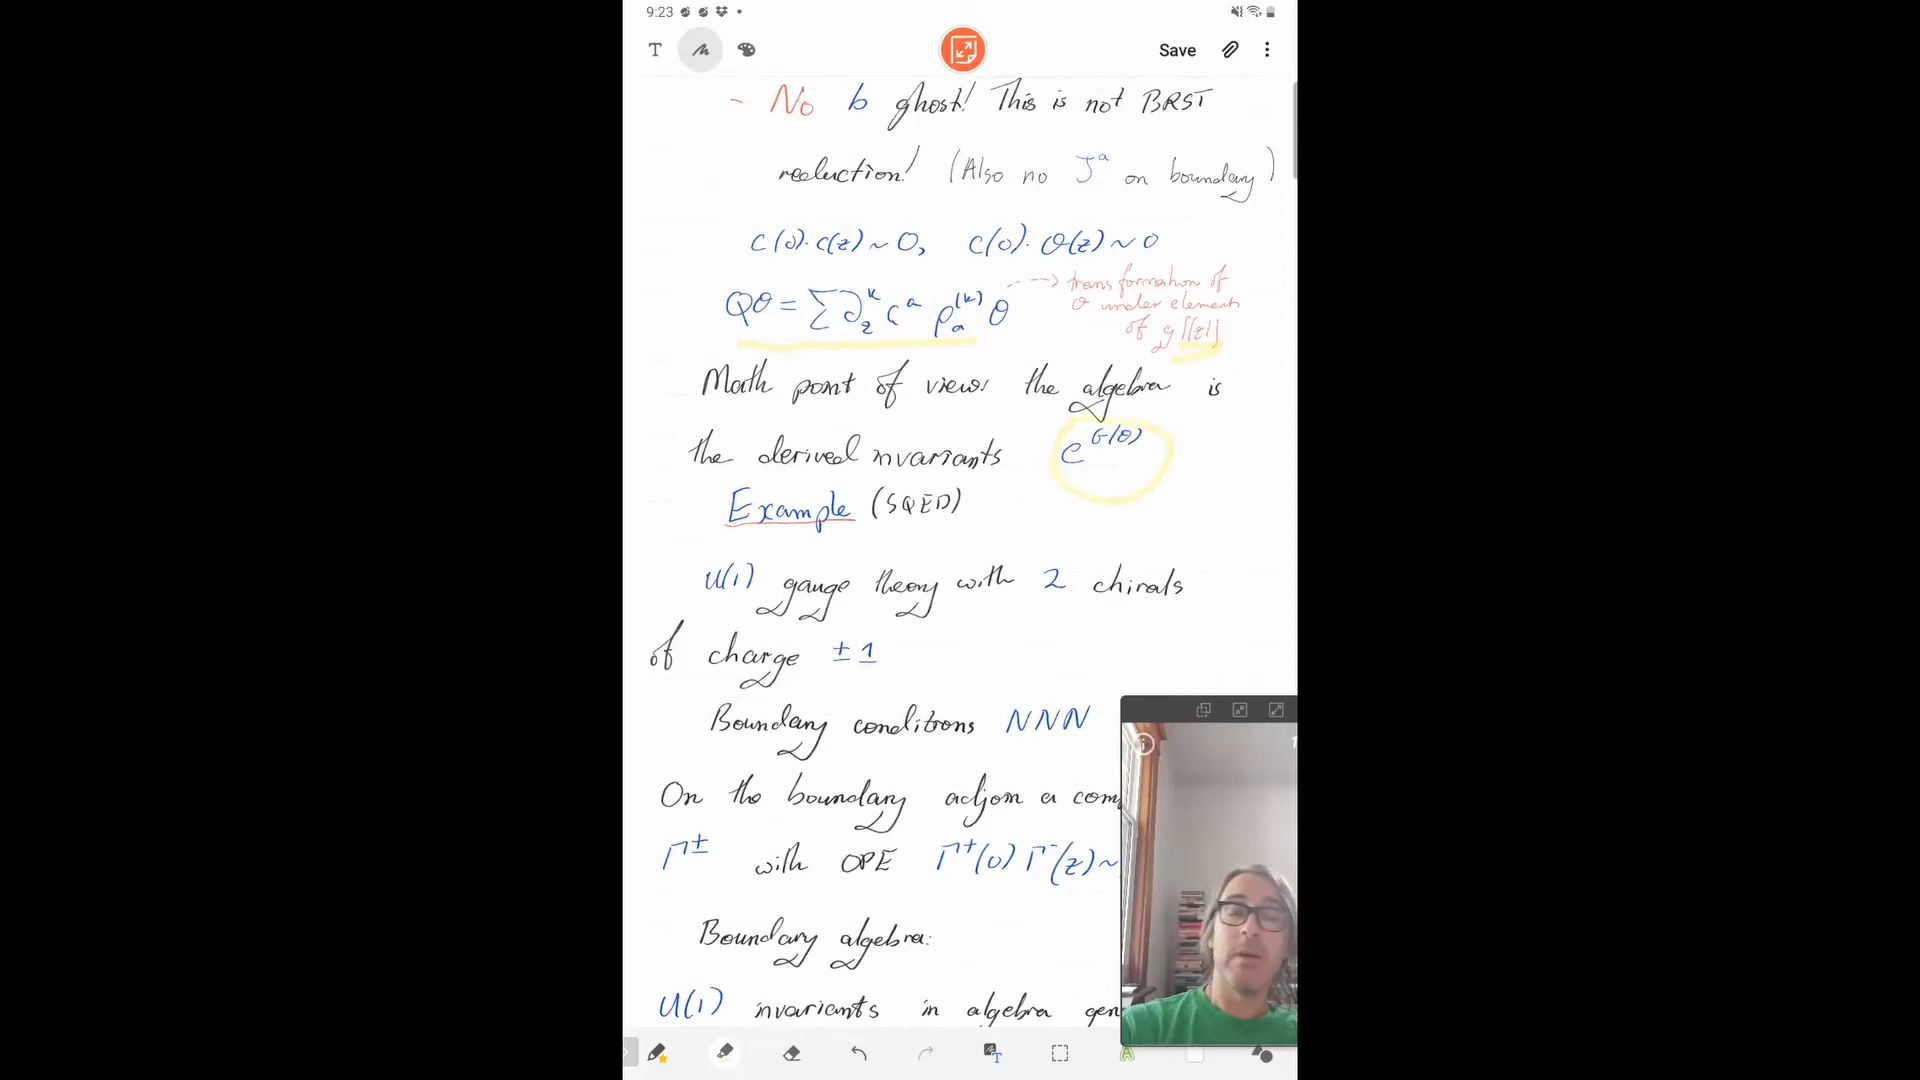 9:23
T
Save
- No b ghost! This is not BRST
reduction! (Also no J^a on boundary)
c(0)·c(z) ~ 0, c(0)·O(z) ~ 0
QO = Σ ∂_z^k c^a ρ_a^{(k)} O
--> transformation of
O under elements
of g[[z]]
Math point of view: the algebra is
the derived invariants e^{G(O)}
Example (SQED)
U(1) gauge theory with 2 chirals
of charge ± 1
Boundary conditions NNN
On the boundary adjoin a com
Γ^± with OPE Γ^+(0) Γ^-(z) ~
Boundary algebra:
U(1) invariants in algebra gen